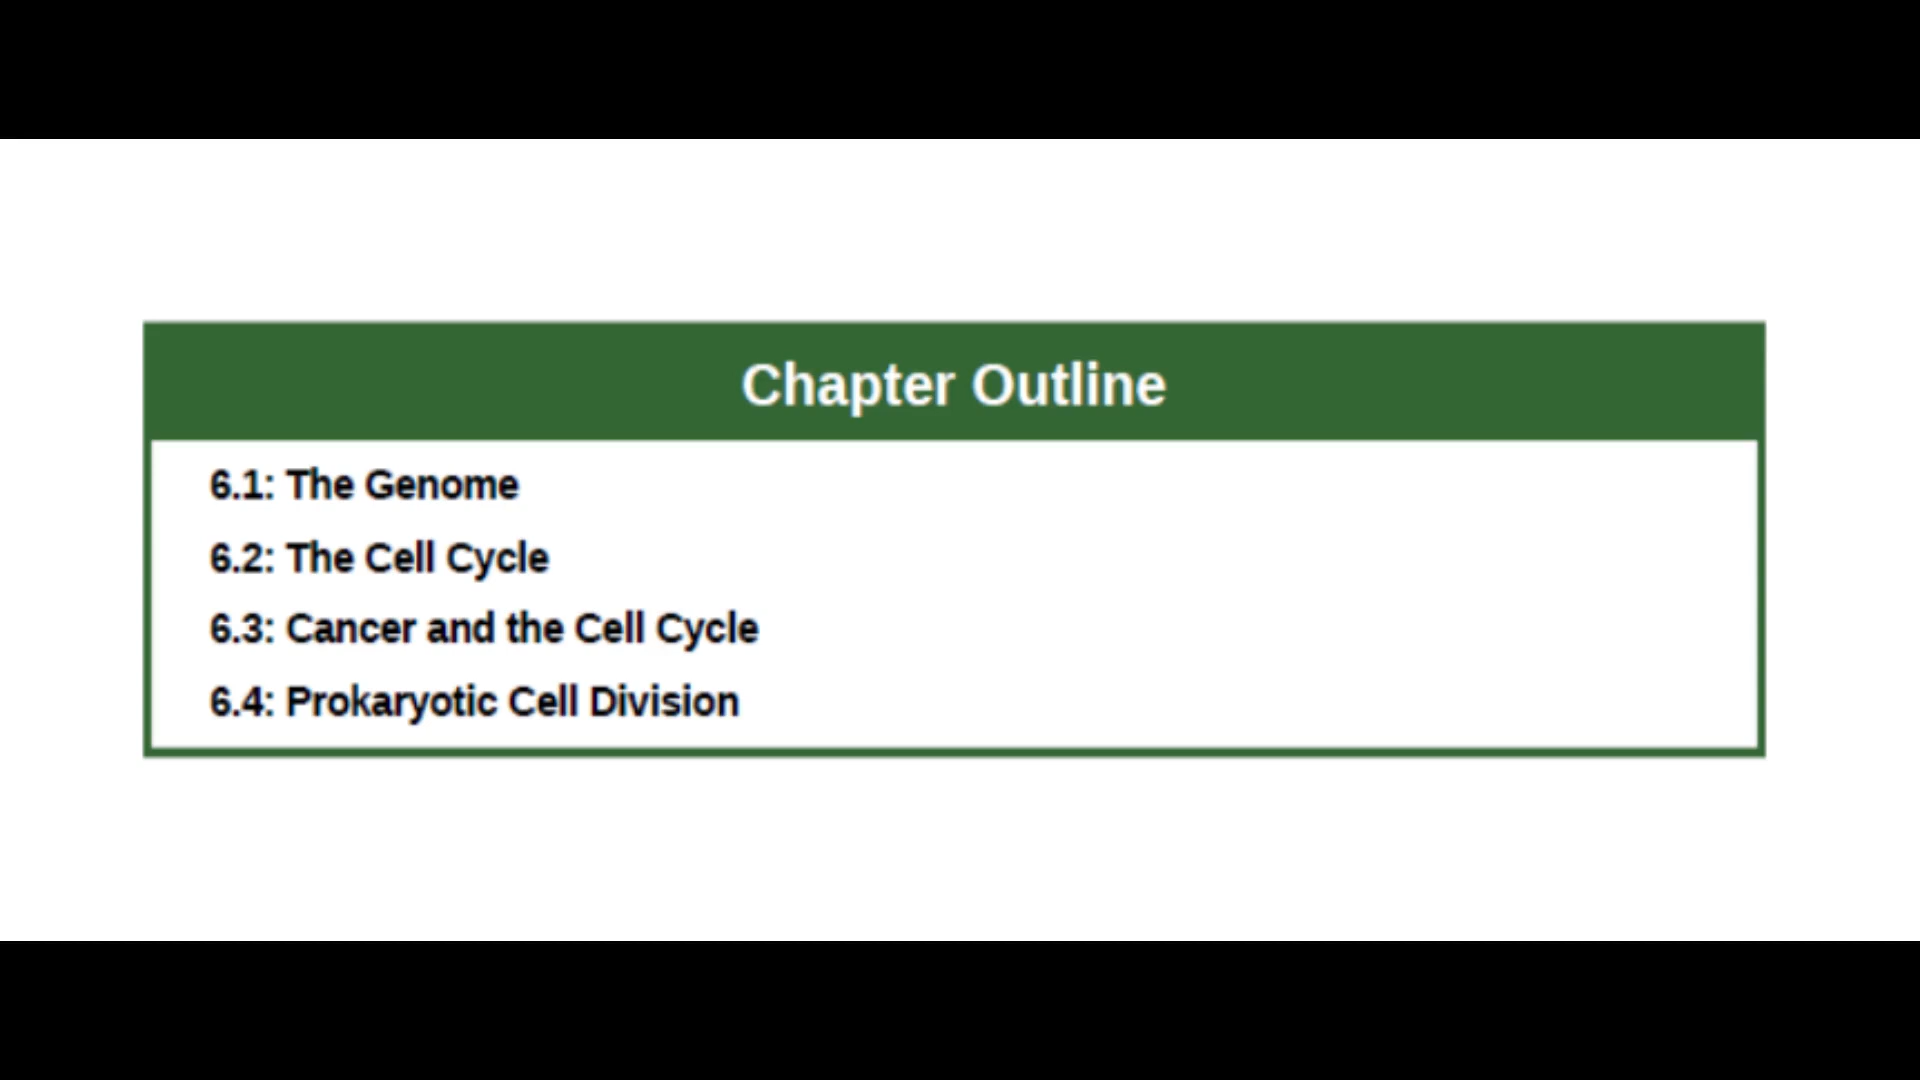 Chapter Outline
6.1: The Genome
6.2: The Cell Cycle
6.3: Cancer and the Cell Cycle
6.4: Prokaryotic Cell Division